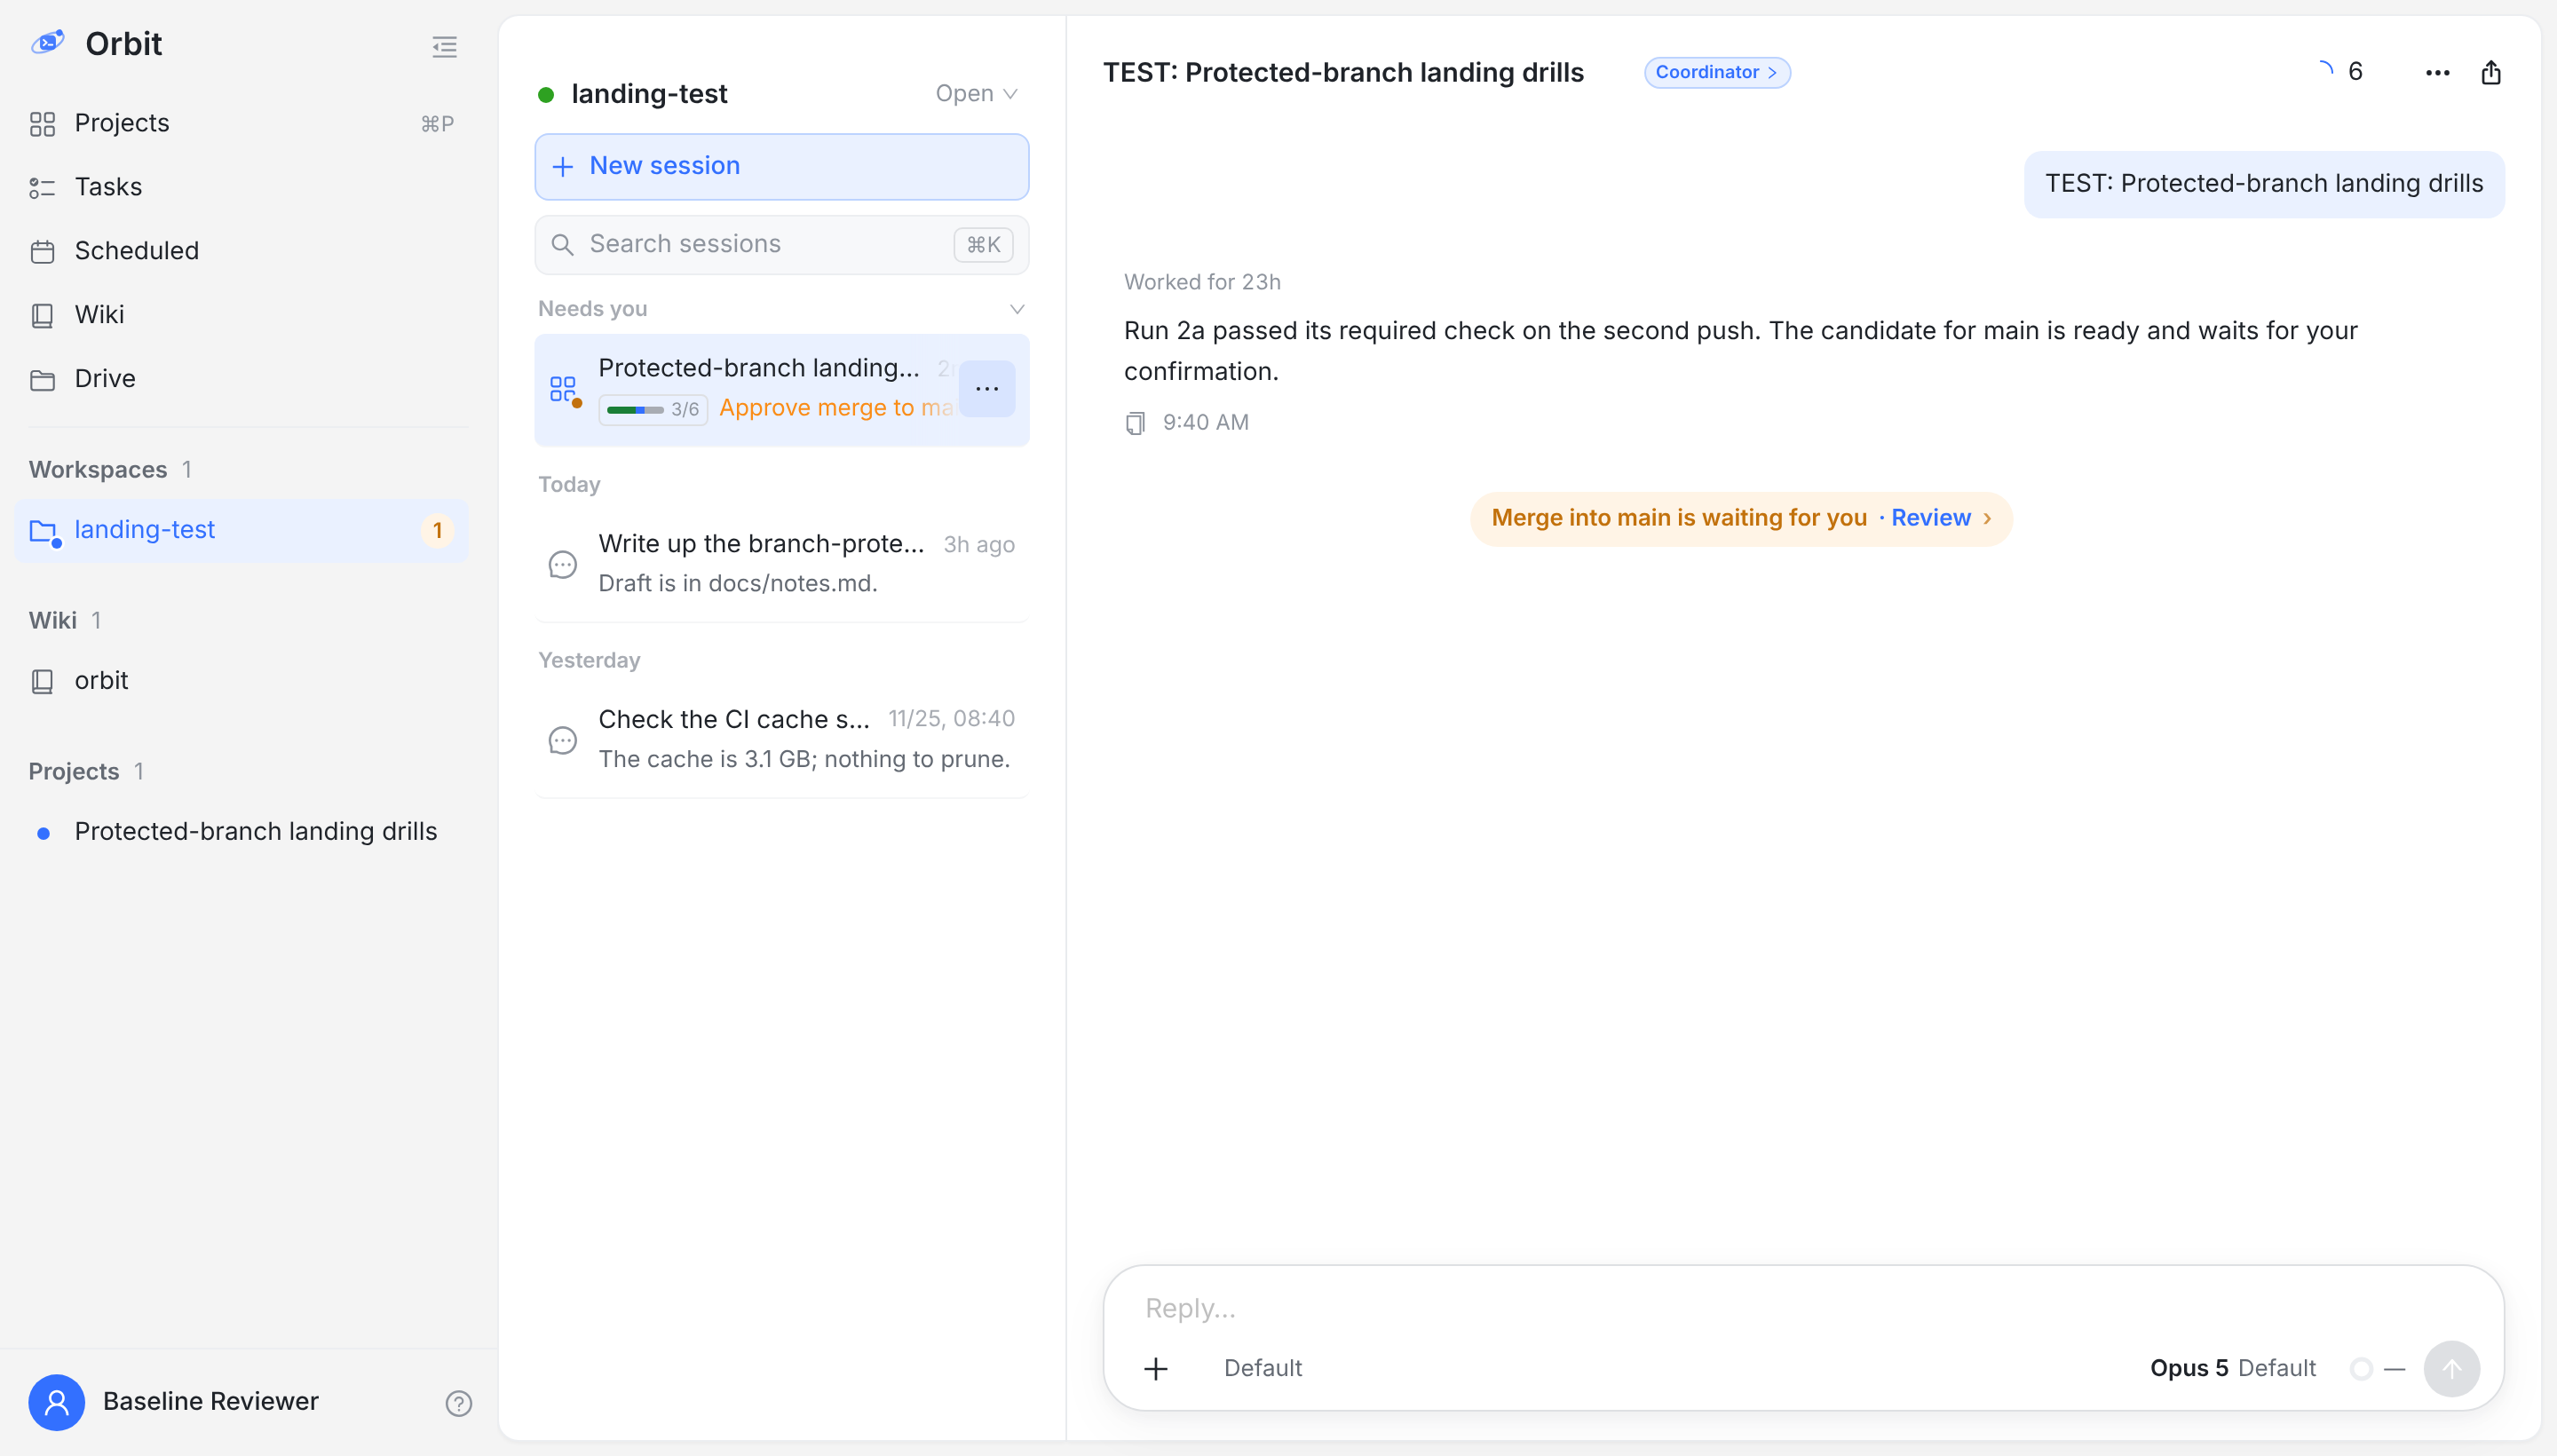 Orbit
Projects
⌘P
Tasks
Scheduled
Wiki
Drive
Workspaces 1
landing-test
1
Wiki 1
orbit
Projects 1
Protected-branch landing drills
Baseline Reviewer
landing-test
Open
New session
Search sessions
⌘K
Needs you
Protected-branch landing...
3/6 Approve merge to
Today
Write up the branch-prote... 3h ago
Draft is in docs/notes.md.
Yesterday
Check the CI cache s... 11/25, 08:40
The cache is 3.1 GB; nothing to prune.
TEST: Protected-branch landing drills
Coordinator >
6
TEST: Protected-branch landing drills
Worked for 23h
Run 2a passed its required check on the second push. The candidate for main is ready and waits for your
confirmation.
9:40 AM
Merge into main is waiting for you · Review ›
Reply...
Default
Opus 5 Default